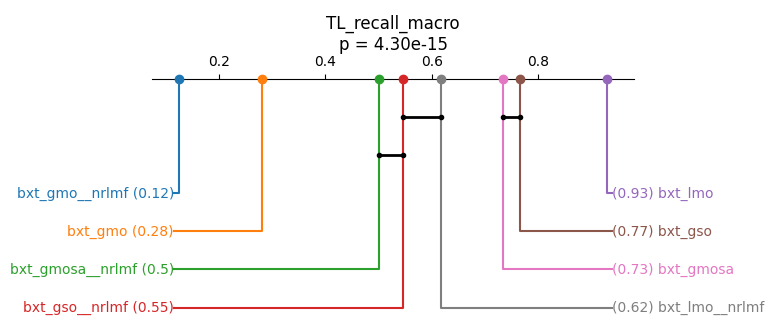 TL_recall_macro
p = 4.30e-15
0.2 0.4 0.6 0.8
bxt_gmo__nrlmf (0.12) (0.93) bxt_lmo
bxt_gmo (0.28) (0.77) bxt_gso
bxt_gmosa__nrlmf (0.5) (0.73) bxt_gmosa
bxt_gso__nrlmf (0.55) (0.62) bxt_lmo__nrlmf